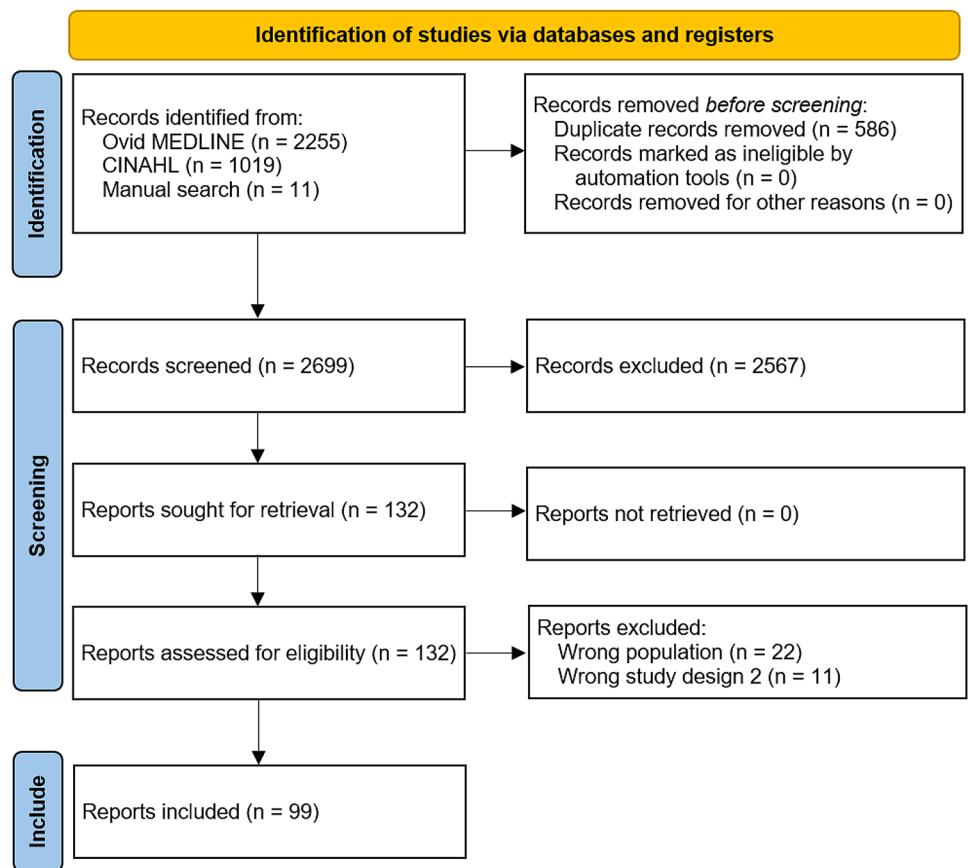 Identification of studies via databases and registers
Identification
Records identified from:
Ovid MEDLINE (n = 2255)
CINAHL (n = 1019)
Manual search (n = 11)
Records removed before screening:
Duplicate records removed (n = 586)
Records marked as ineligible by
automation tools (n = 0)
Records removed for other reasons (n = 0)
Screening
Records screened (n = 2699)
Records excluded (n = 2567)
Reports sought for retrieval (n = 132)
Reports not retrieved (n = 0)
Reports assessed for eligibility (n = 132)
Reports excluded:
Wrong population (n = 22)
Wrong study design 2 (n = 11)
Include
Reports included (n = 99)